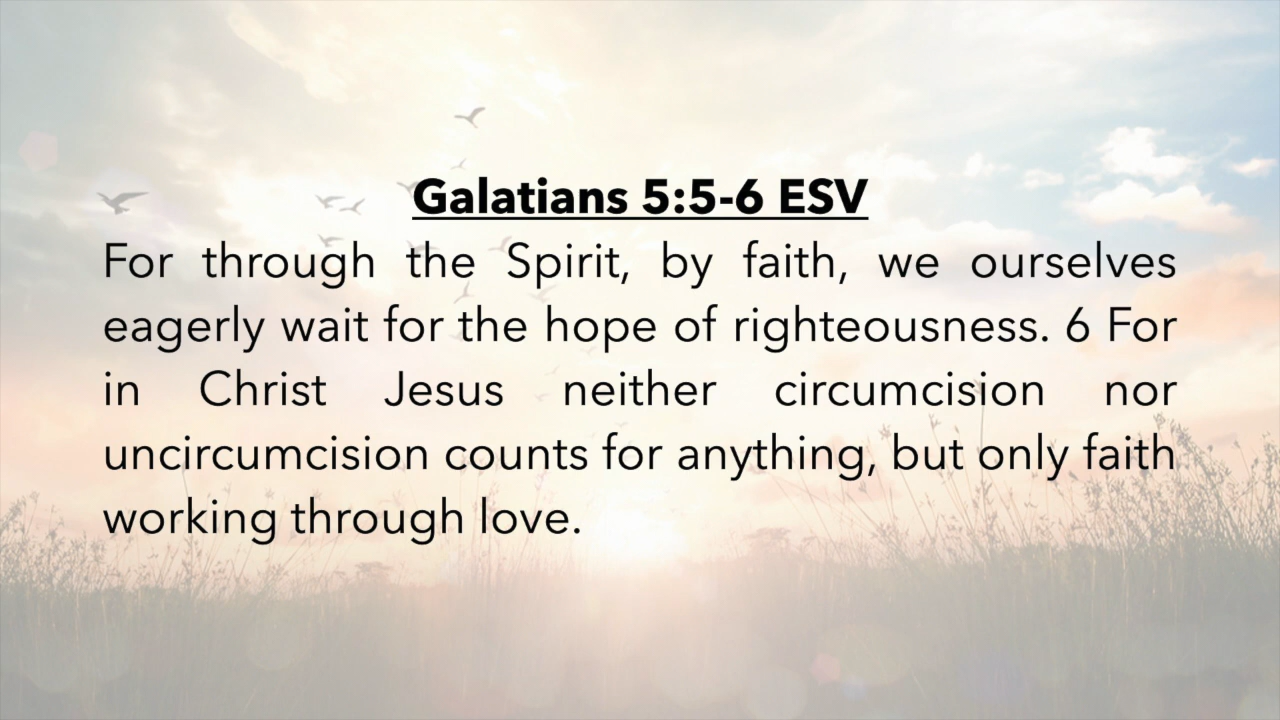 Galatians 5:5-6 ESV
For through the Spirit, by faith, we ourselves
eagerly wait for the hope of righteousness. 6 For
in Christ Jesus neither circumcision nor
uncircumcision counts for anything, but only faith
working through love.